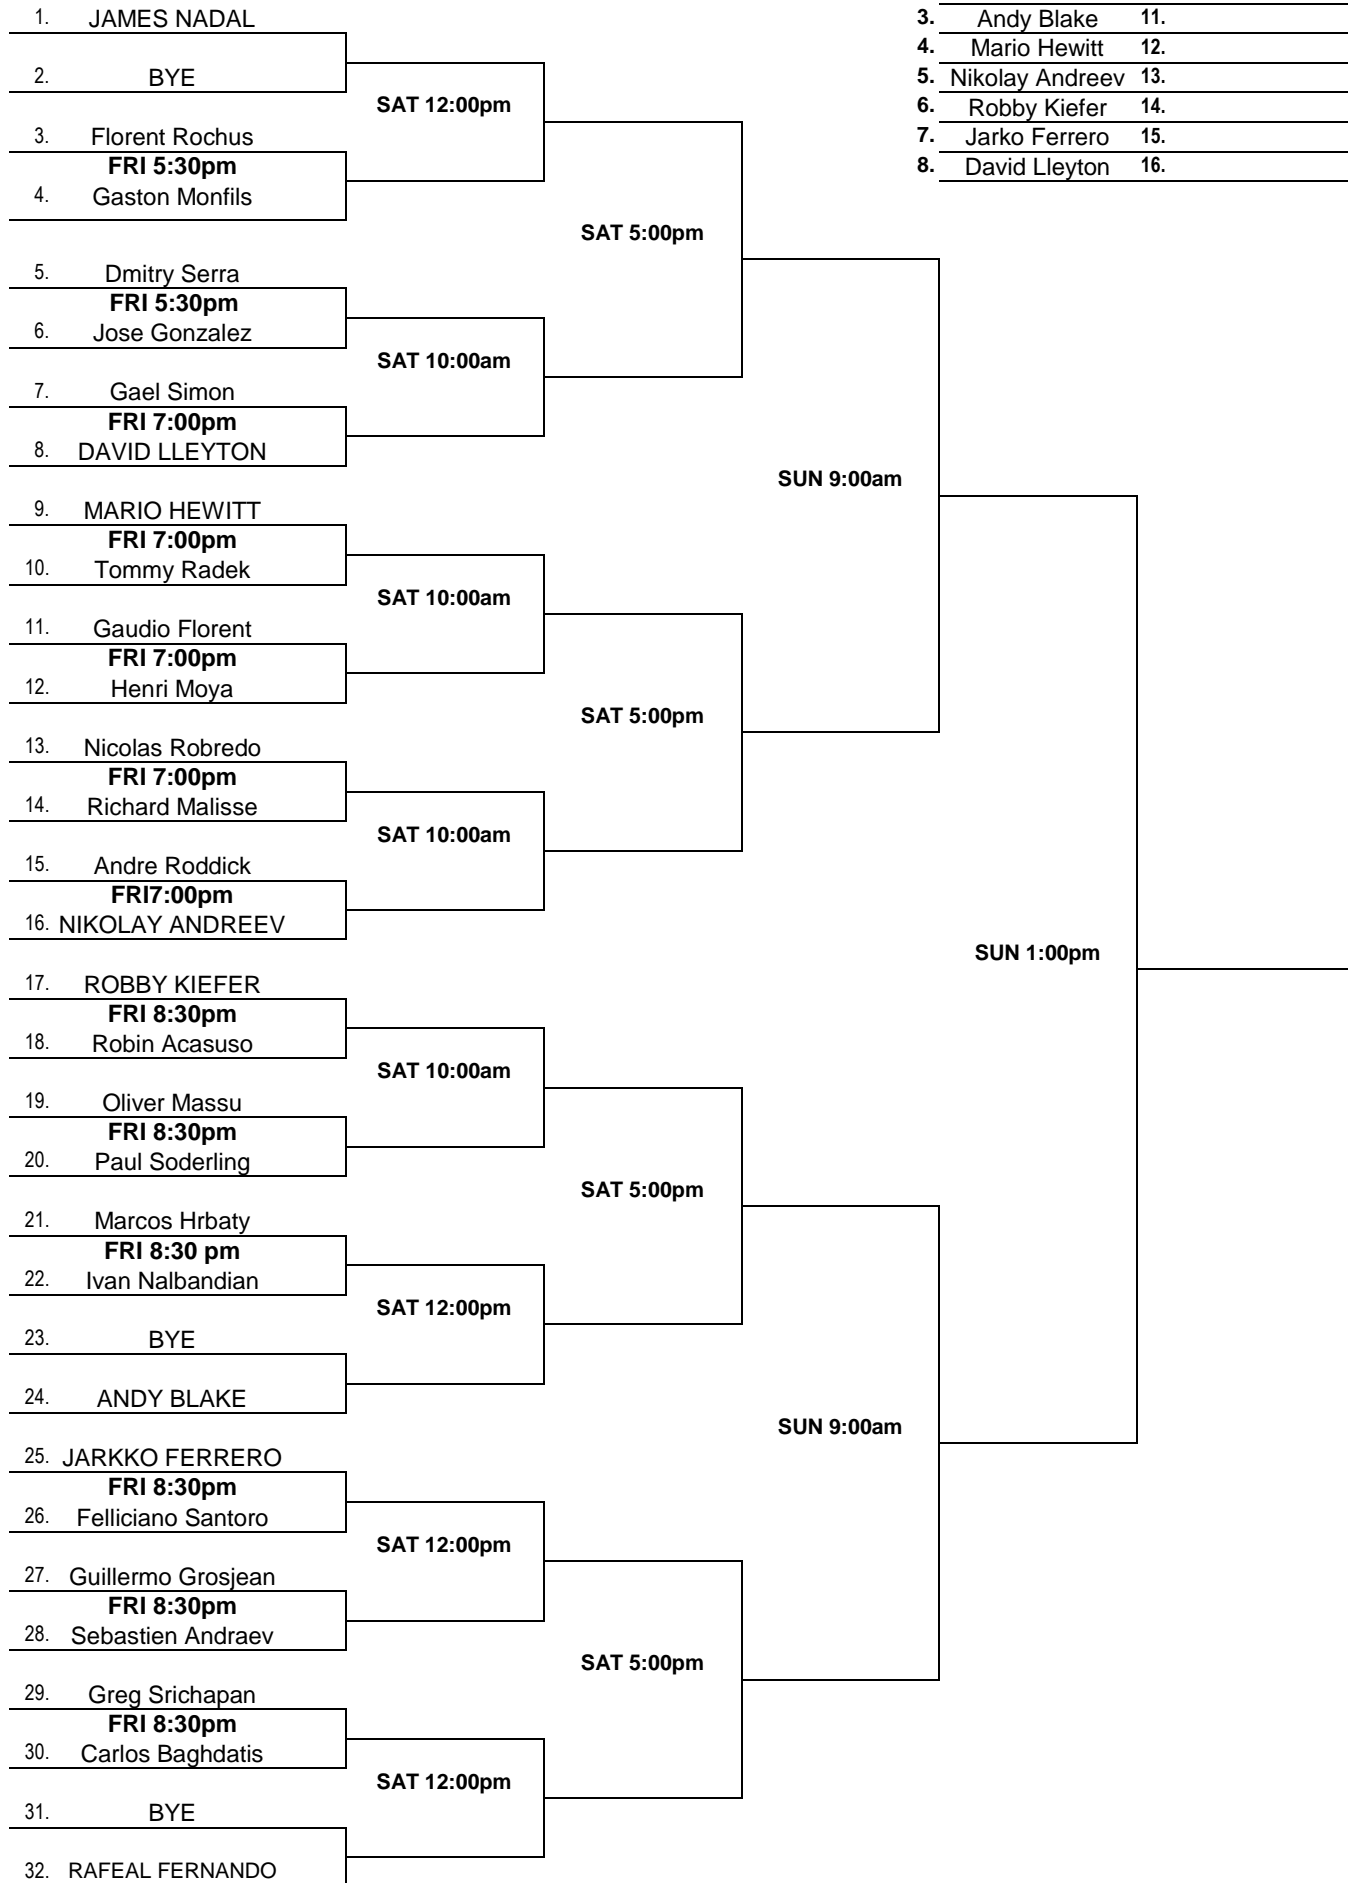 1. JAMES NADAL
2. BYE
SAT 12:00pm
3. Florent Rochus
FRI 5:30pm
4. Gaston Monfils
SAT 5:00pm
5. Dmitry Serra
FRI 5:30pm
6. Jose Gonzalez
SAT 10:00am
7. Gael Simon
FRI 7:00pm
8. DAVID LLEYTON
SUN 9:00am
9. MARIO HEWITT
FRI 7:00pm
10. Tommy Radek
SAT 10:00am
11. Gaudio Florent
FRI 7:00pm
12. Henri Moya
SAT 5:00pm
13. Nicolas Robredo
FRI 7:00pm
14. Richard Malisse
SAT 10:00am
15. Andre Roddick
FRI7:00pm
16. NIKOLAY ANDREEV
SUN 1:00pm
17. ROBBY KIEFER
FRI 8:30pm
18. Robin Acasuso
SAT 10:00am
19. Oliver Massu
FRI 8:30pm
20. Paul Soderling
SAT 5:00pm
21. Marcos Hrbaty
FRI 8:30 pm
22. Ivan Nalbandian
SAT 12:00pm
23. BYE
24. ANDY BLAKE
SUN 9:00am
25. JARKKO FERRERO
FRI 8:30pm
26. Felliciano Santoro
SAT 12:00pm
27. Guillermo Grosjean
FRI 8:30pm
28. Sebastien Andraev
SAT 5:00pm
29. Greg Srichapan
FRI 8:30pm
30. Carlos Baghdatis
SAT 12:00pm
31. BYE
32. RAFEAL FERNANDO
3. Andy Blake 11.
4. Mario Hewitt 12.
5. Nikolay Andreev 13.
6. Robby Kiefer 14.
7. Jarko Ferrero 15.
8. David Lleyton 16.